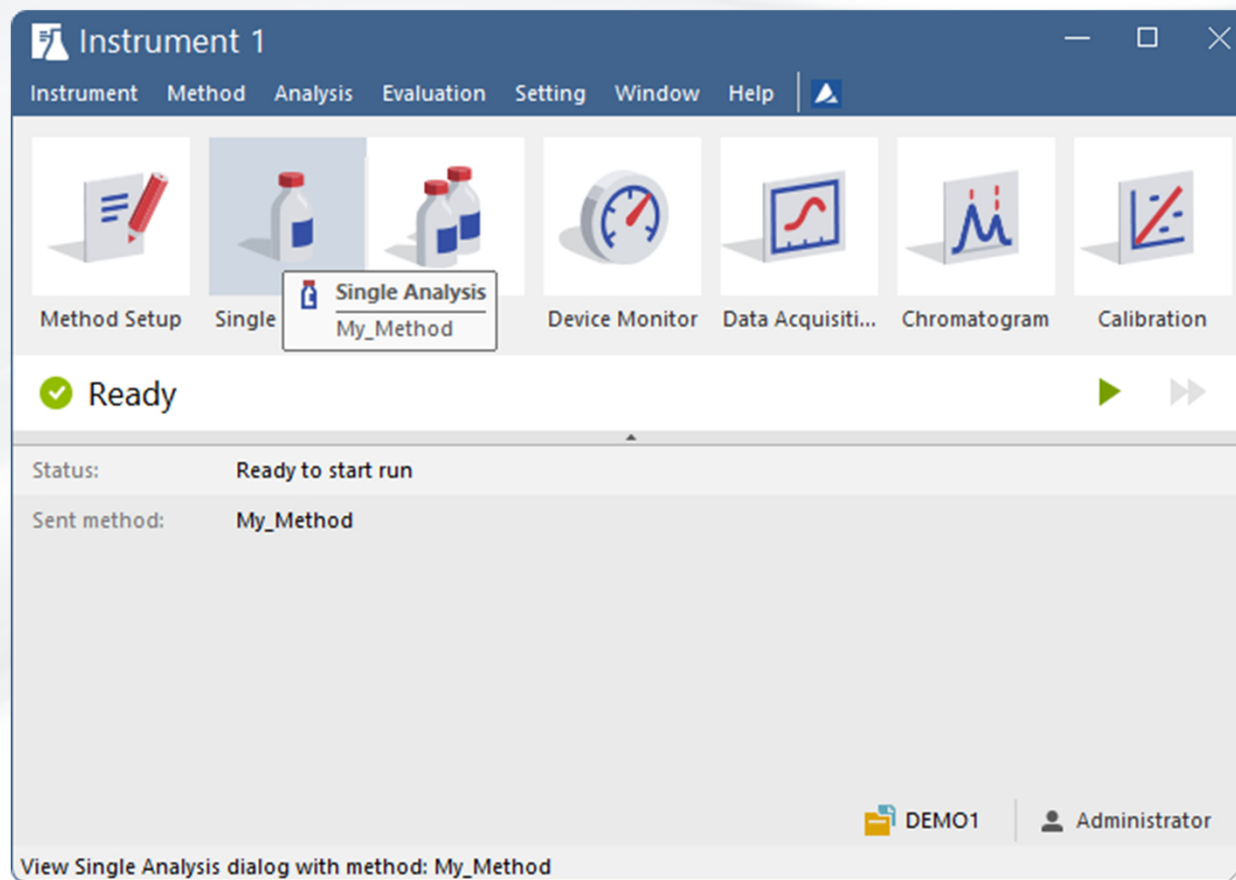 Instrument 1
Instrument Method Analysis Evaluation Setting Window Help
Method Setup Single Device Monitor Data Acquisiti... Chromatogram Calibration
Single Analysis
My_Method
Ready
Status: Ready to start run
Sent method: My_Method
DEMO1 Administrator
View Single Analysis dialog with method: My_Method